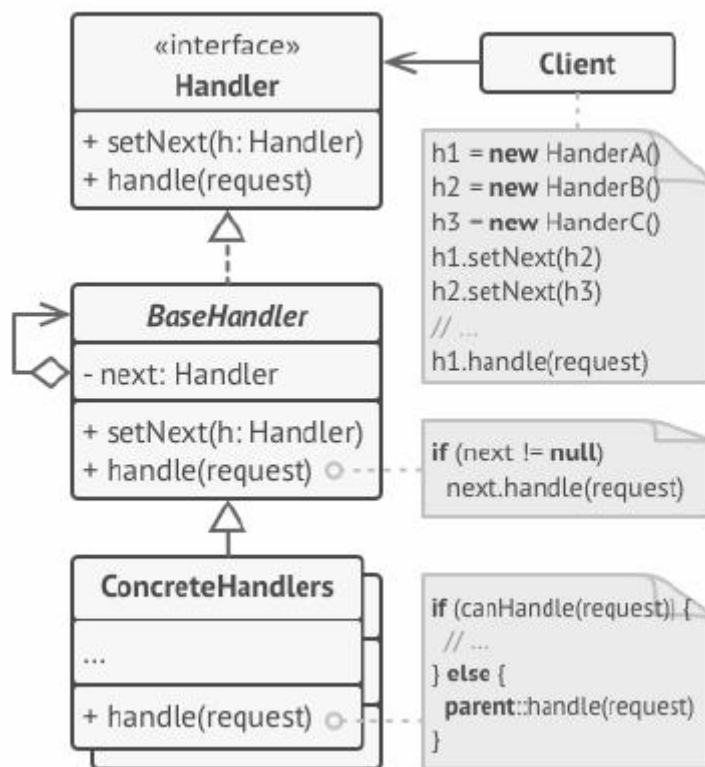 «interface»
Handler
+ setNext(h: Handler)
+ handle(request)
Client
h1 = new HanderA()
h2 = new HanderB()
h3 = new HanderC()
h1.setNext(h2)
h2.setNext(h3)
// ...
h1.handle(request)
BaseHandler
- next: Handler
+ setNext(h: Handler)
+ handle(request)
if (next != null)
next.handle(request)
ConcreteHandlers
...
+ handle(request)
if (canHandle(request)) {
// ...
} else {
parent::handle(request)
}